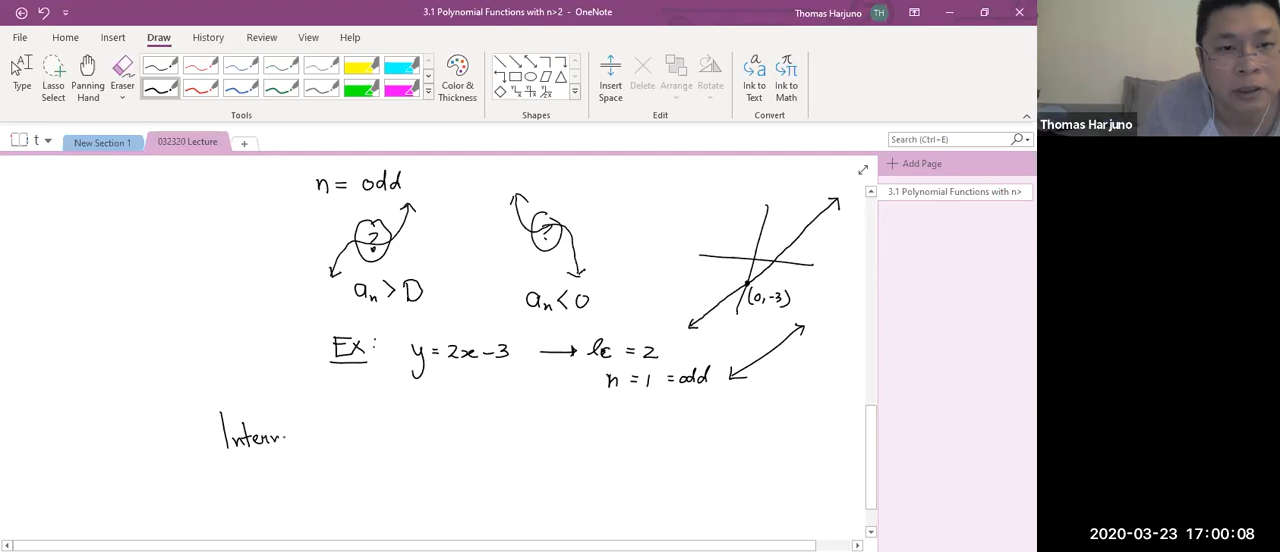 3.1 Polynomial Functions with n>2 - OneNote
Thomas Harjuno TH
File Home Insert Draw History Review View Help
Type
Lasso Select
Panning Hand
Eraser
Color & Thickness
Insert Space
Delete
Arrange
Rotate
Ink to Text
Ink to Math
Tools
Shapes
Edit
Convert
t
New Section 1
032320 Lecture
Search (Ctrl+E)
Add Page
3.1 Polynomial Functions with n>
Thomas Harjuno
n = odd
?
?
aₙ > 0
aₙ < 0
(0,-3)
Ex: y = 2x - 3 → lc = 2
n = 1 = odd
Interm
2020-03-23 17:00:08